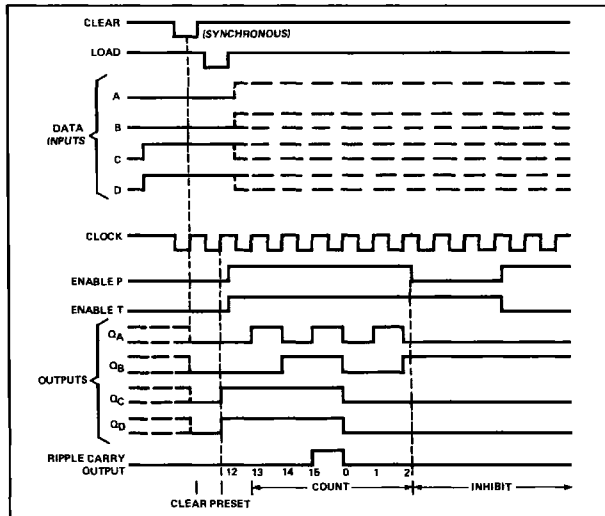 CLEAR
(SYNCHRONOUS)
LOAD
A
B
DATA
INPUTS
C
D
CLOCK
ENABLE P
ENABLE T
QA
QB
OUTPUTS
QC
QD
RIPPLE CARRY
OUTPUT
12 13 14 15 0 1 2
COUNT INHIBIT
CLEAR PRESET